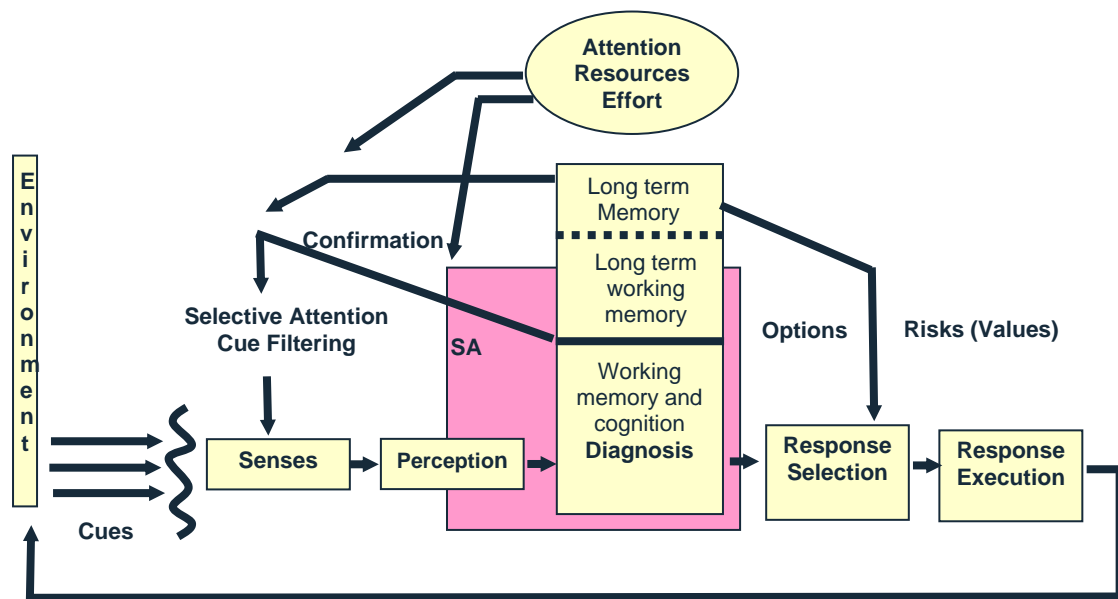 Attention
Resources
Effort
Environment
Long term
Memory
Confirmation
Long term
working
memory
Selective Attention
Cue Filtering
SA
Options
Risks (Values)
Working
memory and
cognition
Diagnosis
Senses
Perception
Response
Selection
Response
Execution
Cues